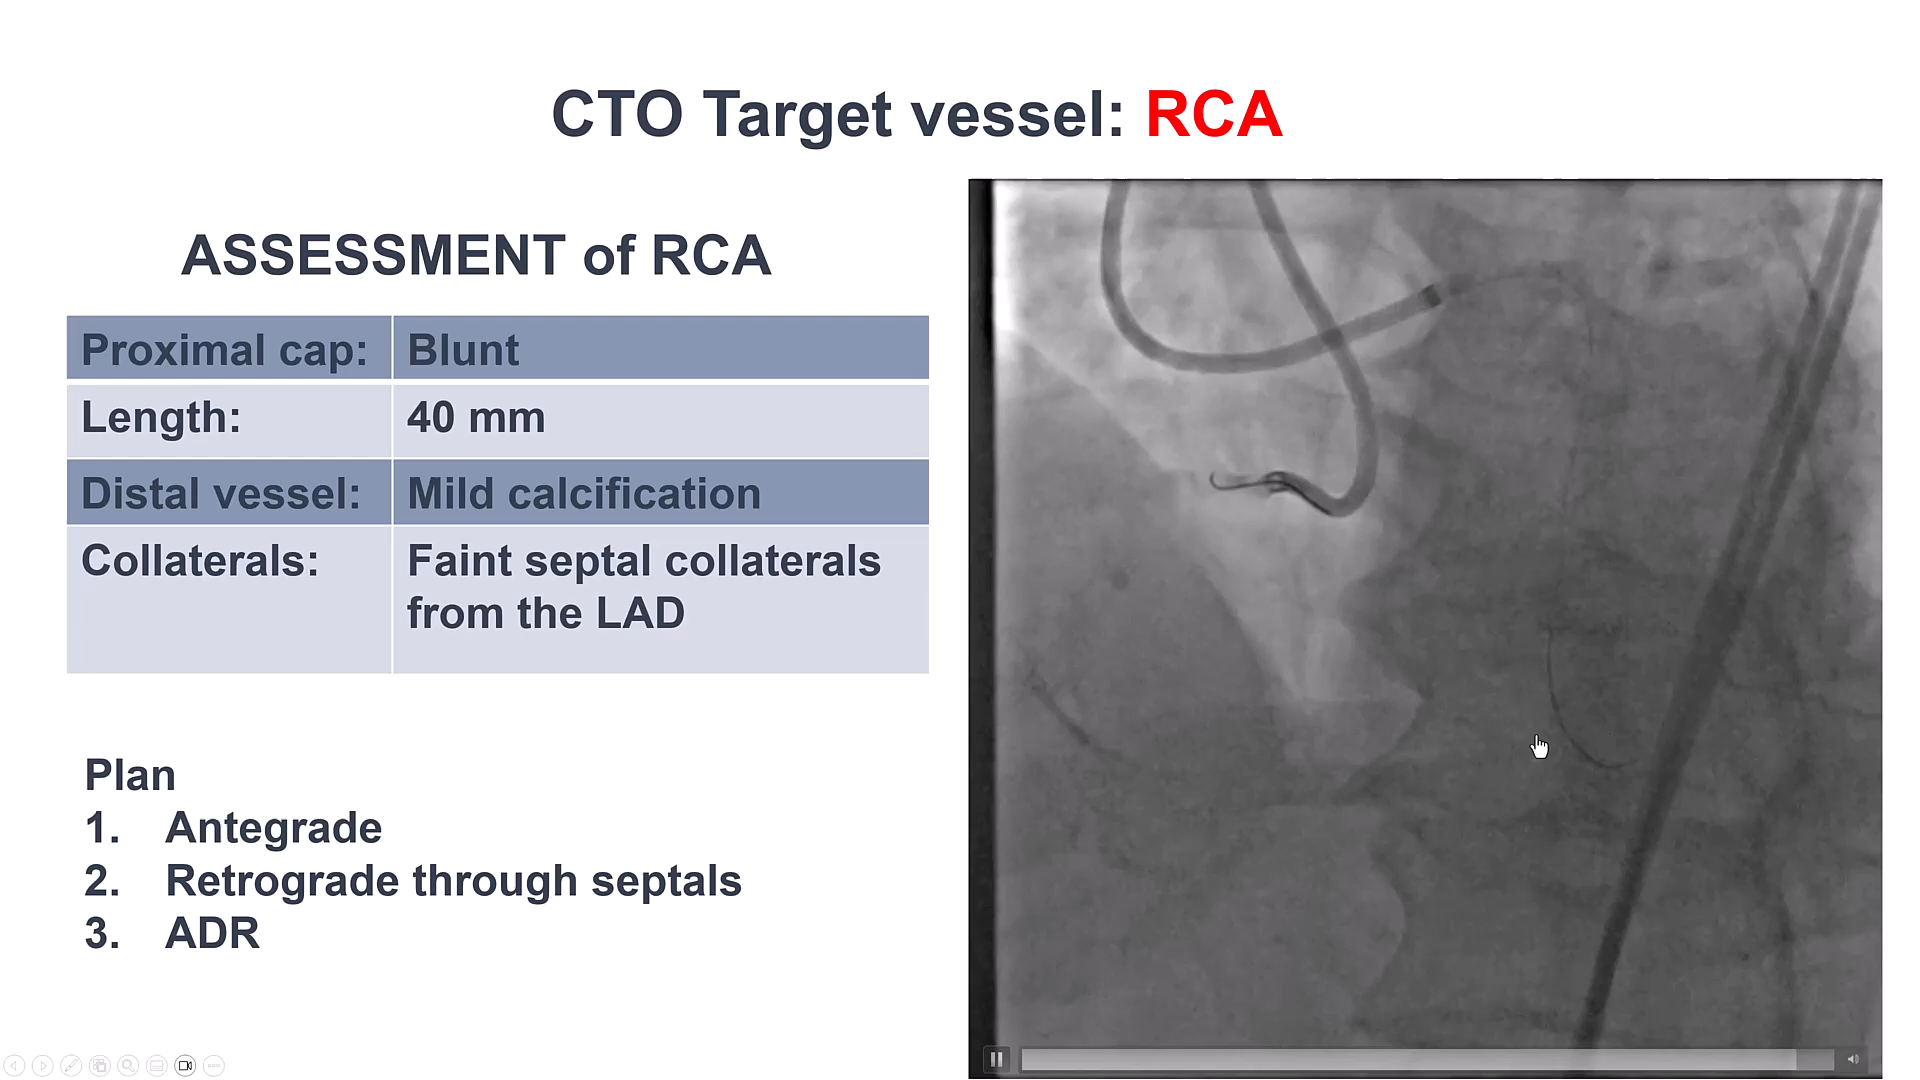 CTO Target vessel: RCA
ASSESSMENT of RCA
Proximal cap: Blunt
Length: 40 mm
Distal vessel: Mild calcification
Collaterals: Faint septal collaterals
from the LAD
Plan
1. Antegrade
2. Retrograde through septals
3. ADR